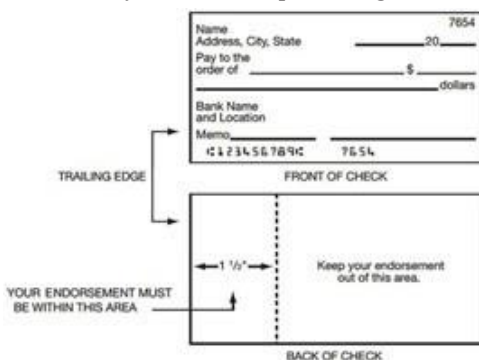 7654
Name
Address, City, State 20
Pay to the
order of $
dollars
Bank Name
and Location
Memo
⑆123456789⑆ 7654
TRAILING EDGE
FRONT OF CHECK
1 ½"
Keep your endorsement
out of this area.
YOUR ENDORSEMENT MUST
BE WITHIN THIS AREA
BACK OF CHECK